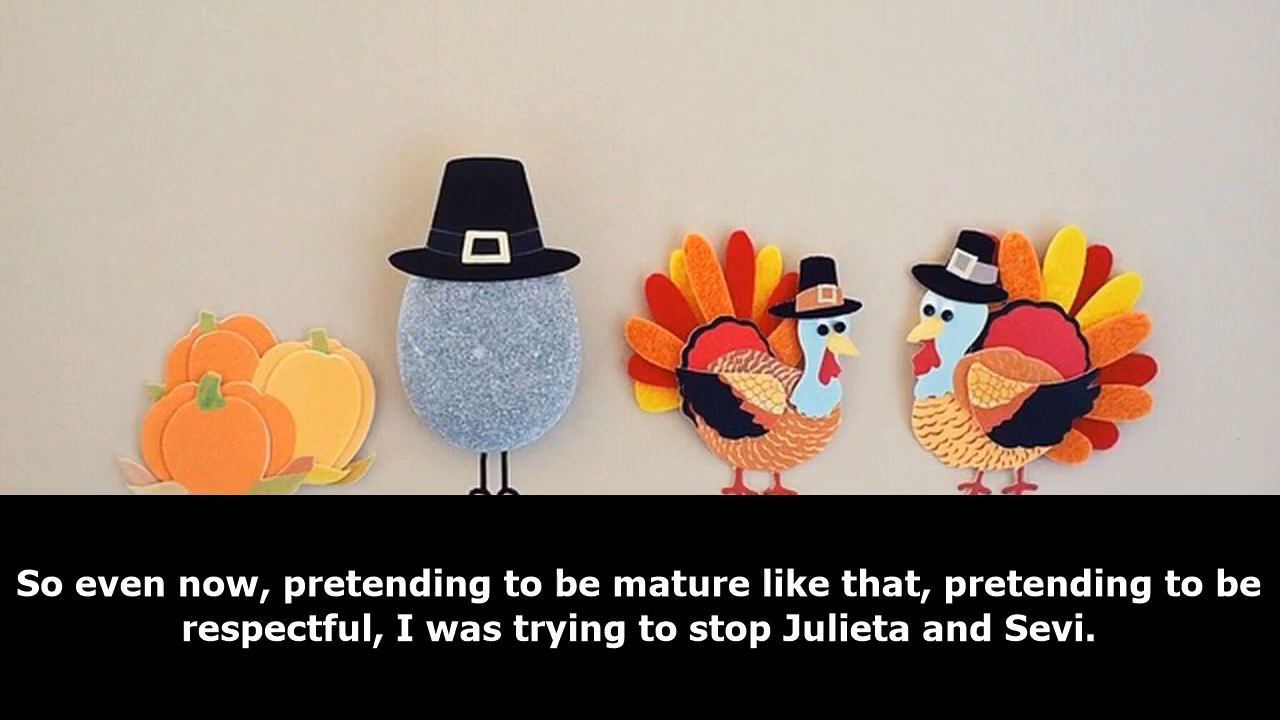 So even now, pretending to be mature like that, pretending to be
respectful, I was trying to stop Julieta and Sevi.